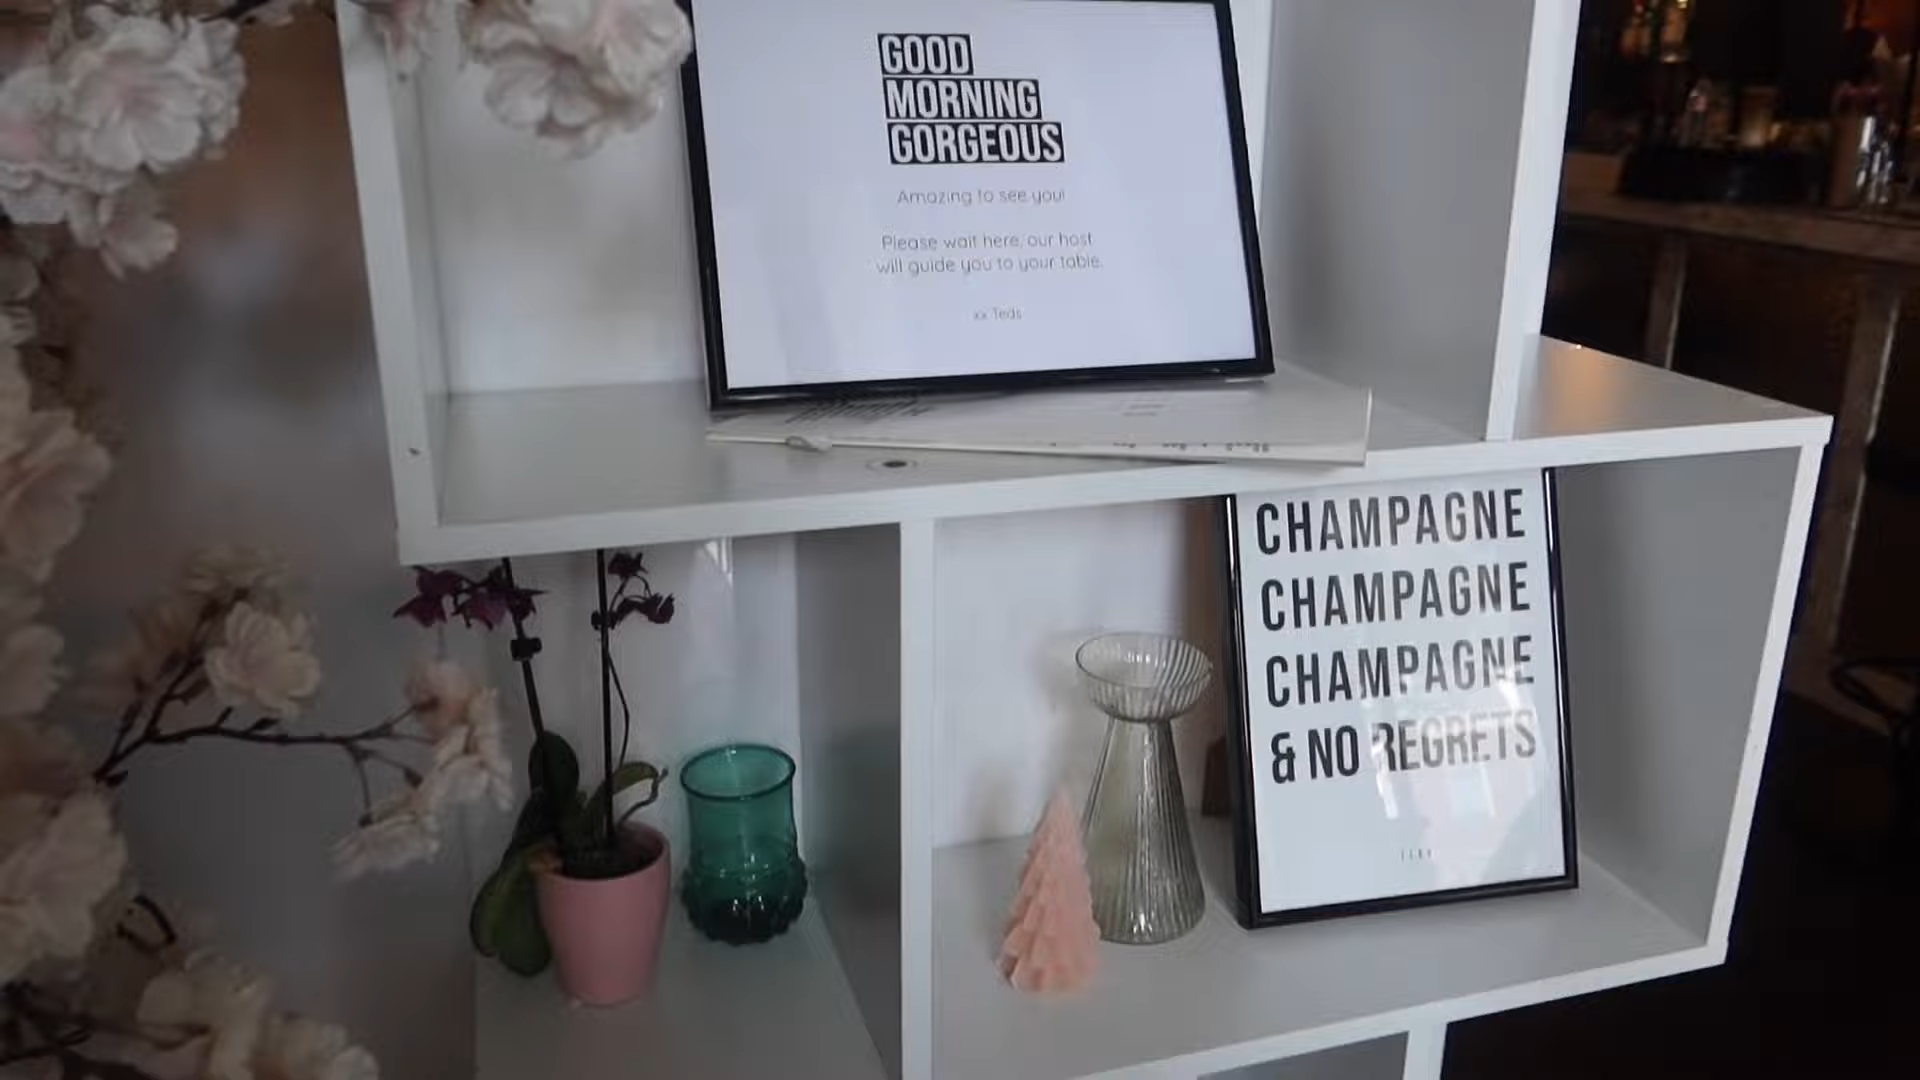 GOOD
MORNING
GORGEOUS
Amazing to see you!
Please wait here, our host
will guide you to your table.
xx Teds
CHAMPAGNE
CHAMPAGNE
CHAMPAGNE
& NO REGRETS